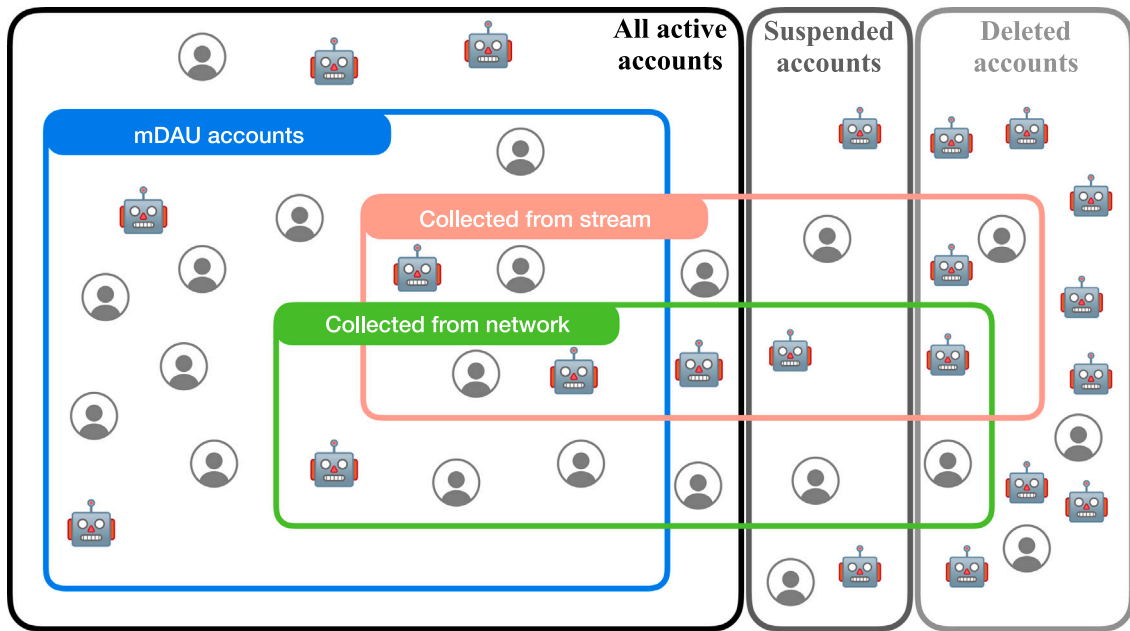 All active
accounts
Suspended
accounts
Deleted
accounts
mDAU accounts
Collected from stream
Collected from network